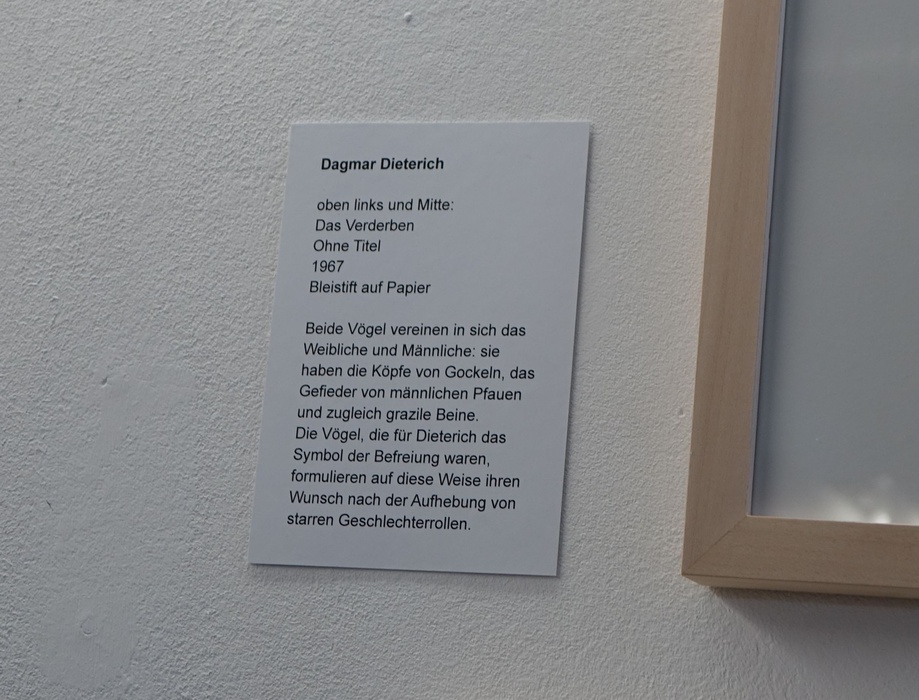 Dagmar Dieterich
oben links und Mitte:
Das Verderben
Ohne Titel
1967
Bleistift auf Papier
Beide Vögel vereinen in sich das
Weibliche und Männliche: sie
haben die Köpfe von Gockeln, das
Gefieder von männlichen Pfauen
und zugleich grazile Beine.
Die Vögel, die für Dieterich das
Symbol der Befreiung waren,
formulieren auf diese Weise ihren
Wunsch nach der Aufhebung von
starren Geschlechterrollen.